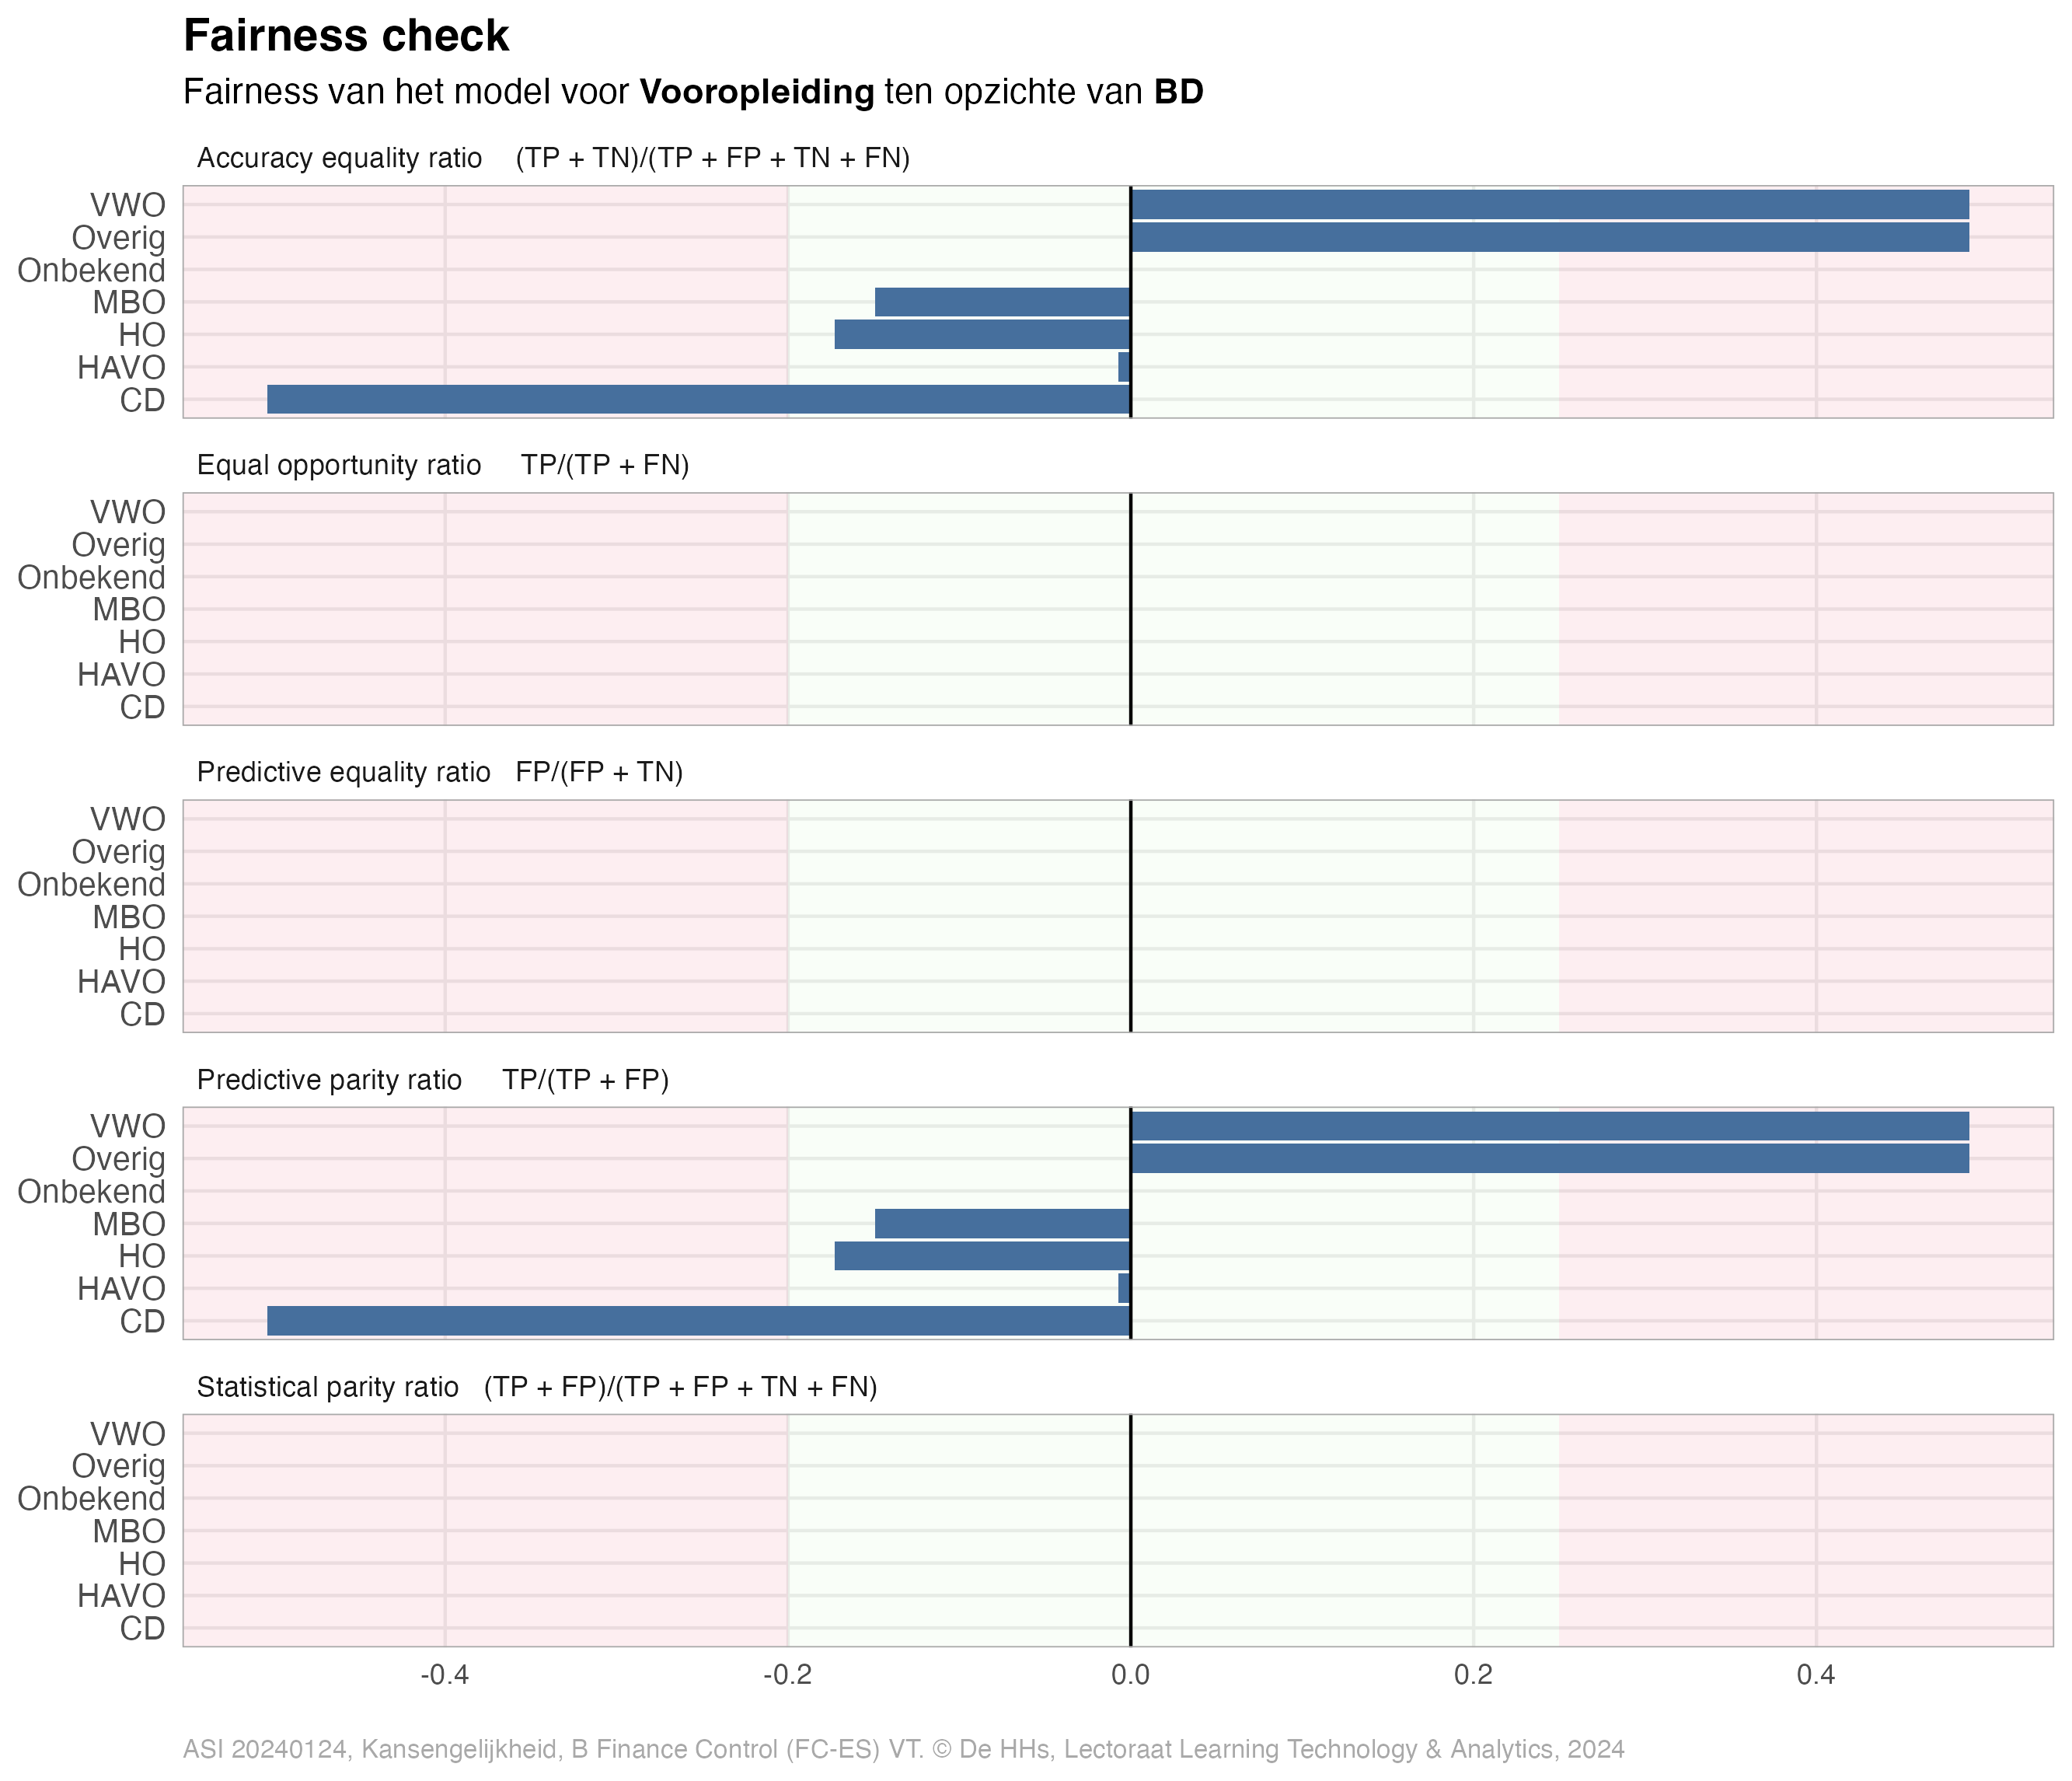 Fairness check
Fairness van het model voor Vooropleiding ten opzichte van BD
Accuracy equality ratio (TP + TN)/(TP + FP + TN + FN)
VWO
Overig
Onbekend
MBO
HO
HAVO
CD
Equal opportunity ratio TP/(TP + FN)
VWO
Overig
Onbekend
MBO
HO
HAVO
CD
Predictive equality ratio FP/(FP + TN)
VWO
Overig
Onbekend
MBO
HO
HAVO
CD
Predictive parity ratio TP/(TP + FP)
VWO
Overig
Onbekend
MBO
HO
HAVO
CD
Statistical parity ratio (TP + FP)/(TP + FP + TN + FN)
VWO
Overig
Onbekend
MBO
HO
HAVO
CD
-0.4 -0.2 0.0 0.2 0.4
ASI 20240124, Kansengelijkheid, B Finance Control (FC-ES) VT. © De HHs, Lectoraat Learning Technology & Analytics, 2024